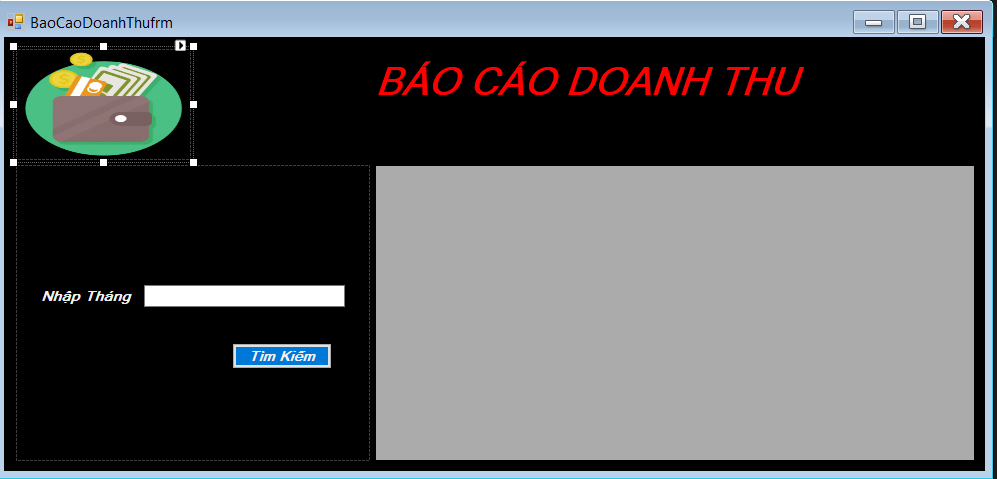 BaoCaoDoanhThufrm
BÁO CÁO DOANH THU
Nhập Tháng
Tìm Kiếm